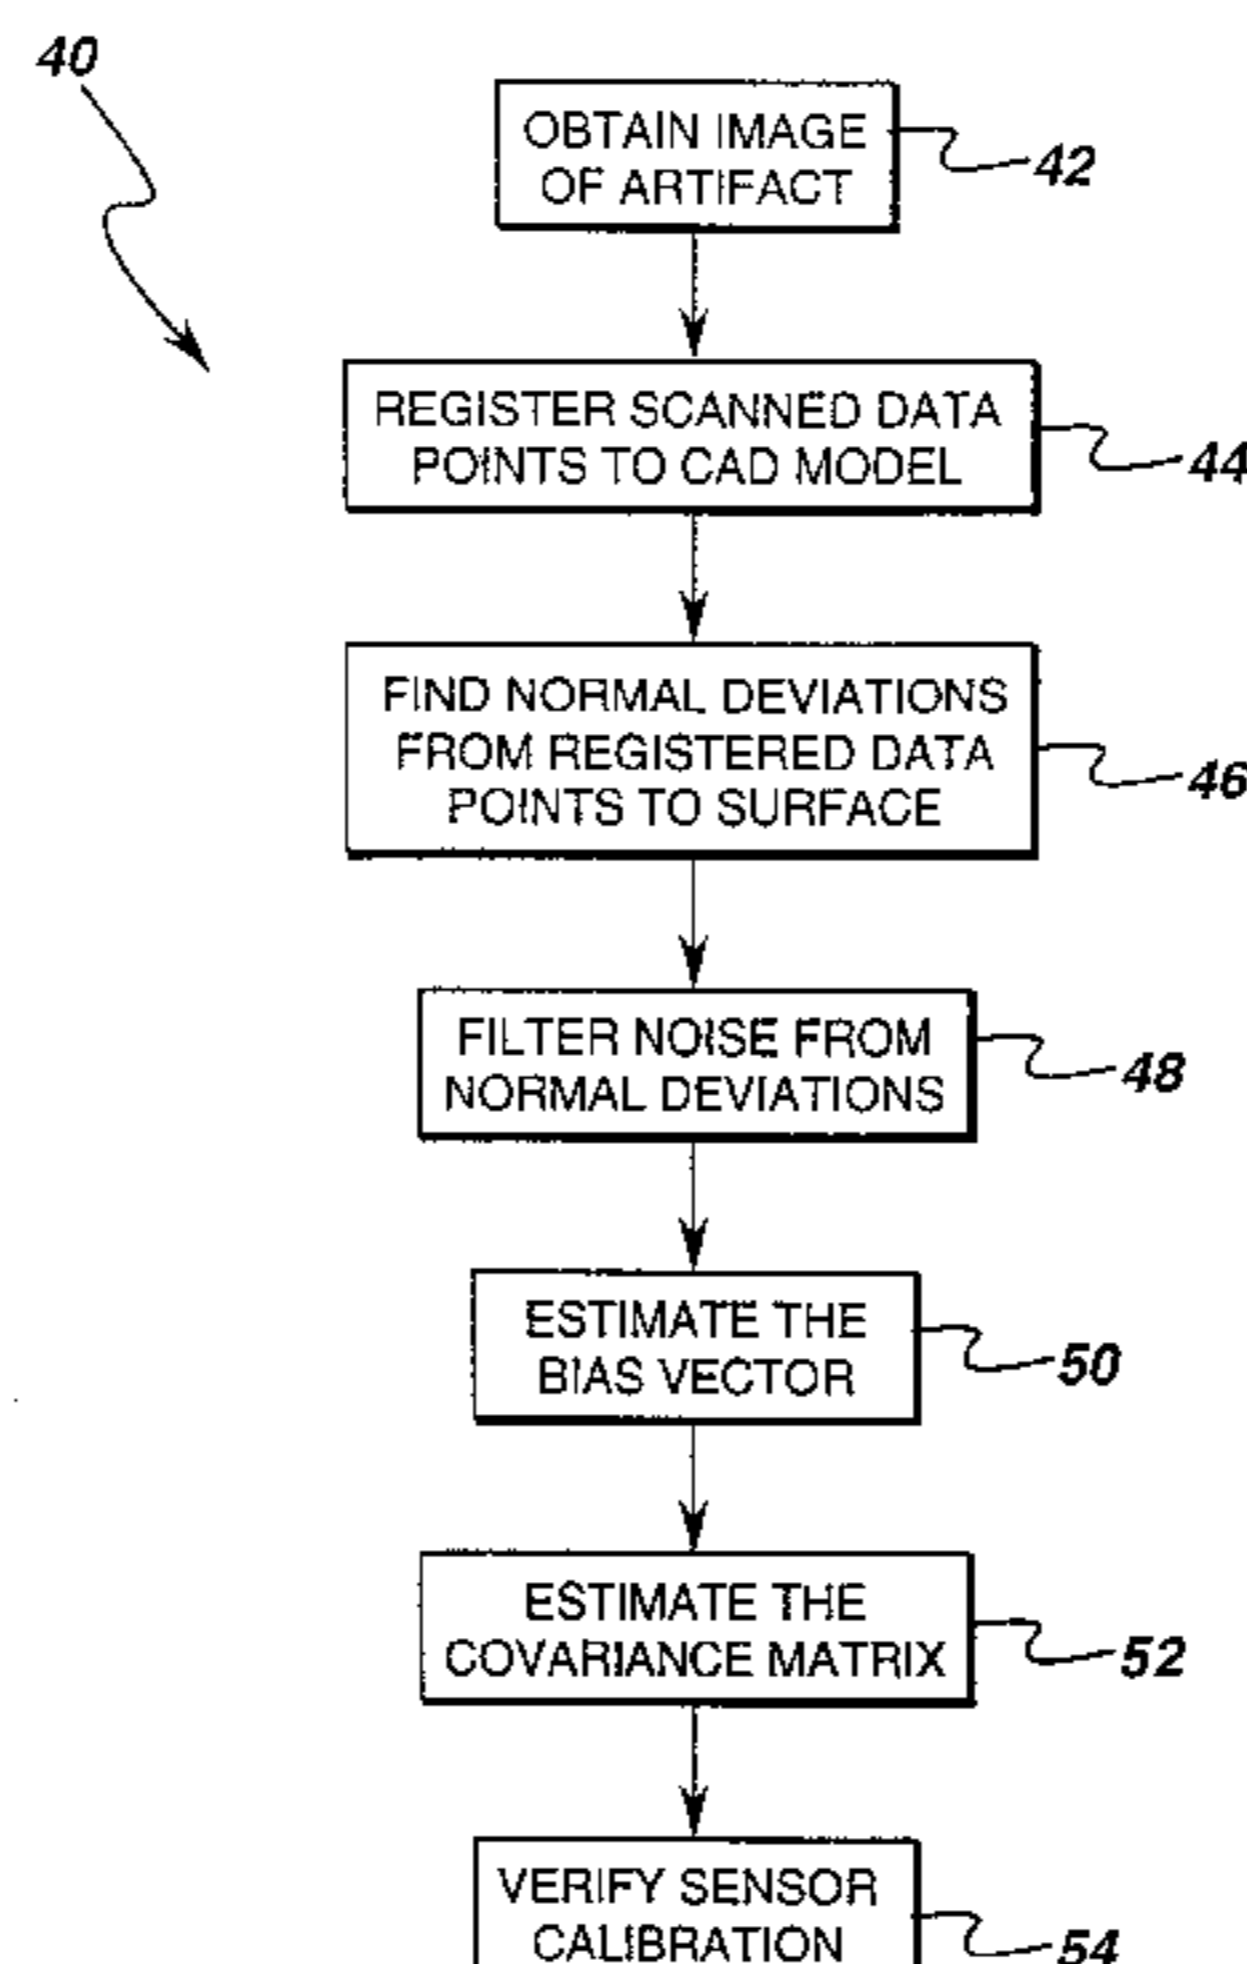 40
OBTAIN IMAGE
OF ARTIFACT
42
REGISTER SCANNED DATA
POINTS TO CAD MODEL
44
FIND NORMAL DEVIATIONS
FROM REGISTERED DATA
POINTS TO SURFACE
46
FILTER NOISE FROM
NORMAL DEVIATIONS
48
ESTIMATE THE
BIAS VECTOR
50
ESTIMATE THE
COVARIANCE MATRIX
52
VERIFY SENSOR
CALIBRATION
54